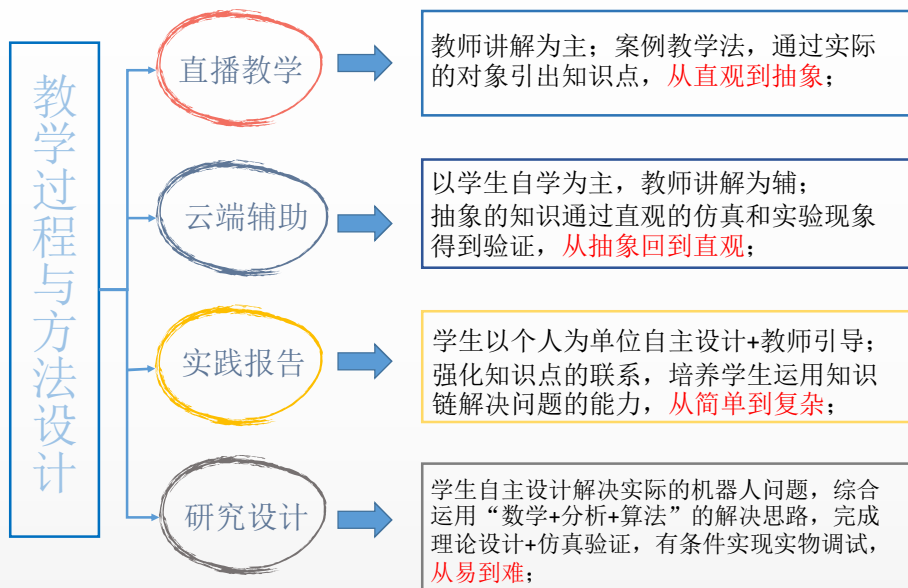 教学过程与方法设计
直播教学
教师讲解为主；案例教学法，通过实际
的对象引出知识点，从直观到抽象；
云端辅助
以学生自学为主，教师讲解为辅；
抽象的知识通过直观的仿真和实验现象
得到验证，从抽象回到直观；
实践报告
学生以个人为单位自主设计+教师引导；
强化知识点的联系，培养学生运用知识
链解决问题的能力，从简单到复杂；
研究设计
学生自主设计解决实际的机器人问题，综合
运用“数学+分析+算法”的解决思路，完成
理论设计+仿真验证，有条件实现实物调试，
从易到难；